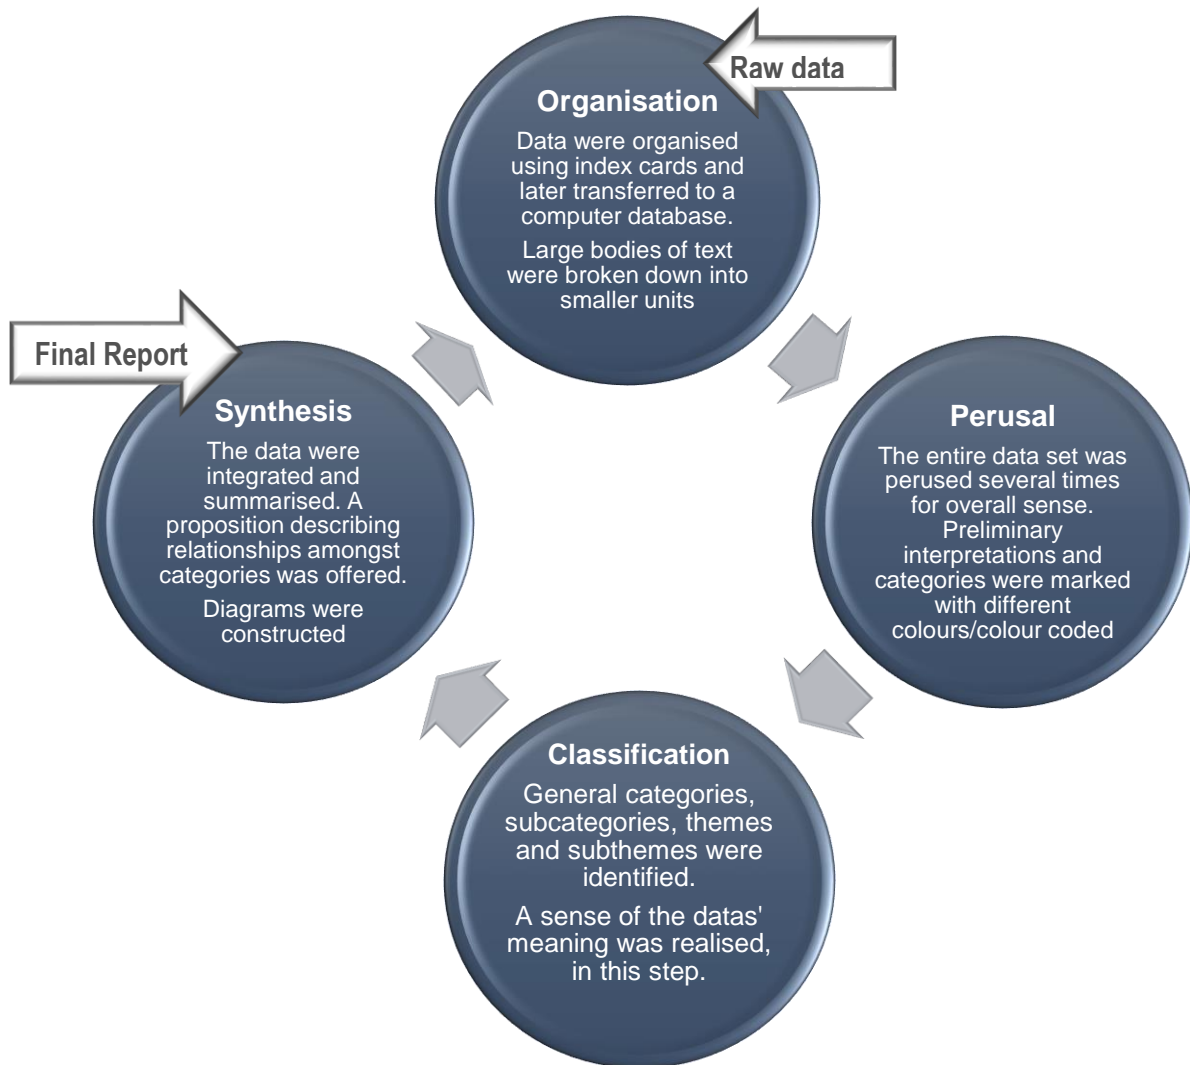 Raw data
Organisation
Data were organised
using index cards and
later transferred to a
computer database.
Large bodies of text
were broken down into
smaller units
Perusal
The entire data set was
perused several times
for overall sense.
Preliminary
interpretations and
categories were marked
with different
colours/colour coded
Classification
General categories,
subcategories, themes
and subthemes were
identified.
A sense of the datas'
meaning was realised,
in this step.
Final Report
Synthesis
The data were
integrated and
summarised. A
proposition describing
relationships amongst
categories was offered.
Diagrams were
constructed